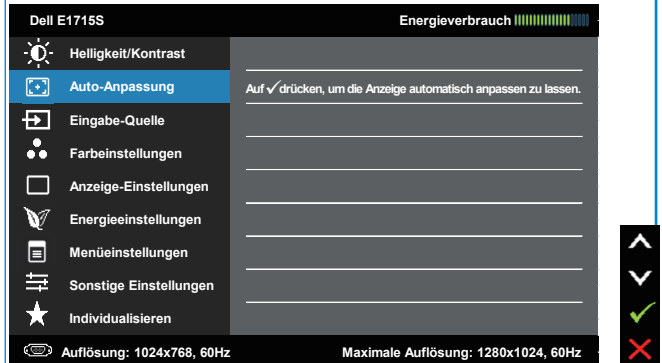 Dell E1715S Energieverbrauch
Helligkeit/Kontrast
Auto-Anpassung Auf ✓ drücken, um die Anzeige automatisch anpassen zu lassen.
Eingabe-Quelle
Farbeinstellungen
Anzeige-Einstellungen
Energieeinstellungen
Menüeinstellungen
Sonstige Einstellungen
Individualisieren
Auflösung: 1024x768, 60Hz Maximale Auflösung: 1280x1024, 60Hz